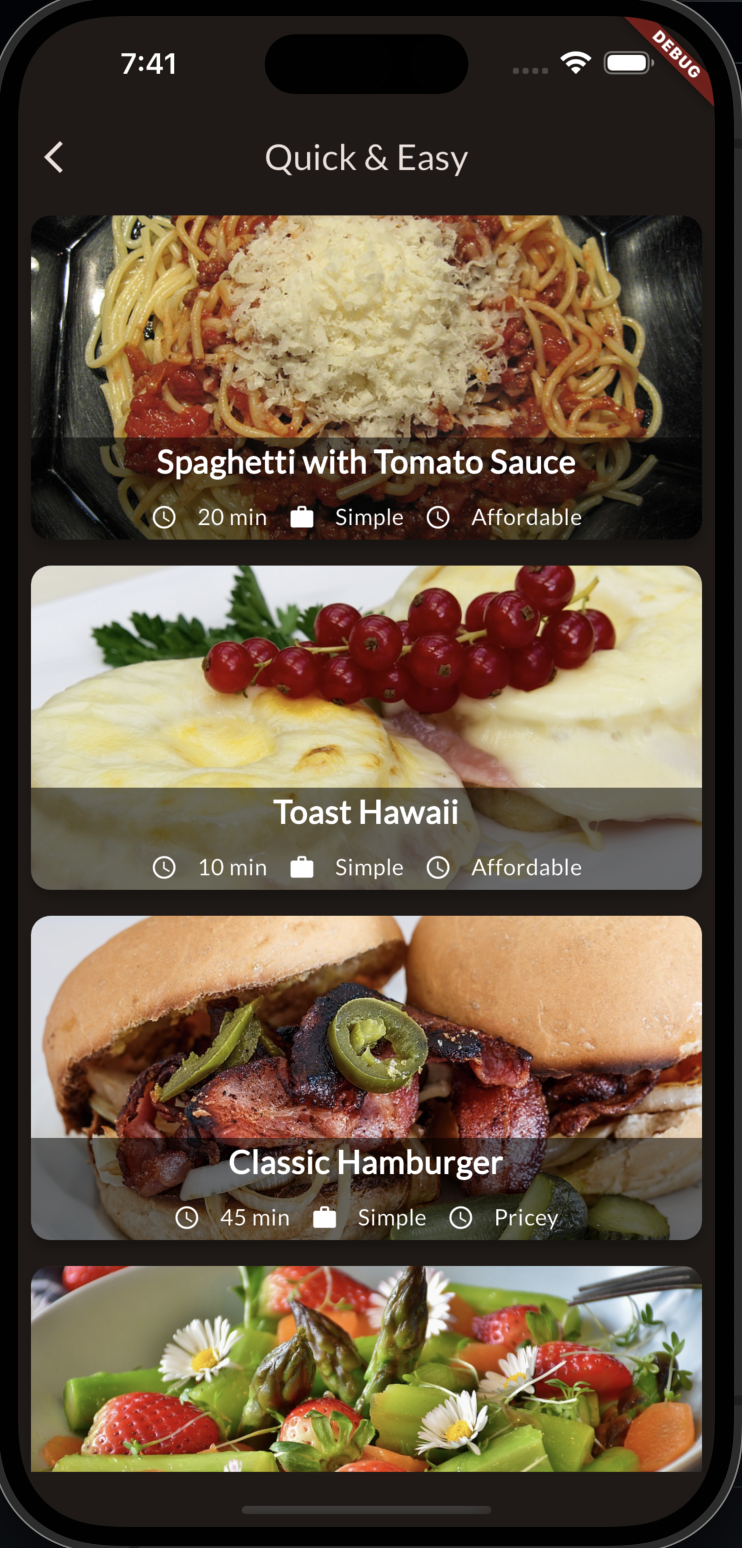 7:41
DEBUG
Quick & Easy
Spaghetti with Tomato Sauce
20 min Simple Affordable
Toast Hawaii
10 min Simple Affordable
Classic Hamburger
45 min Simple Pricey